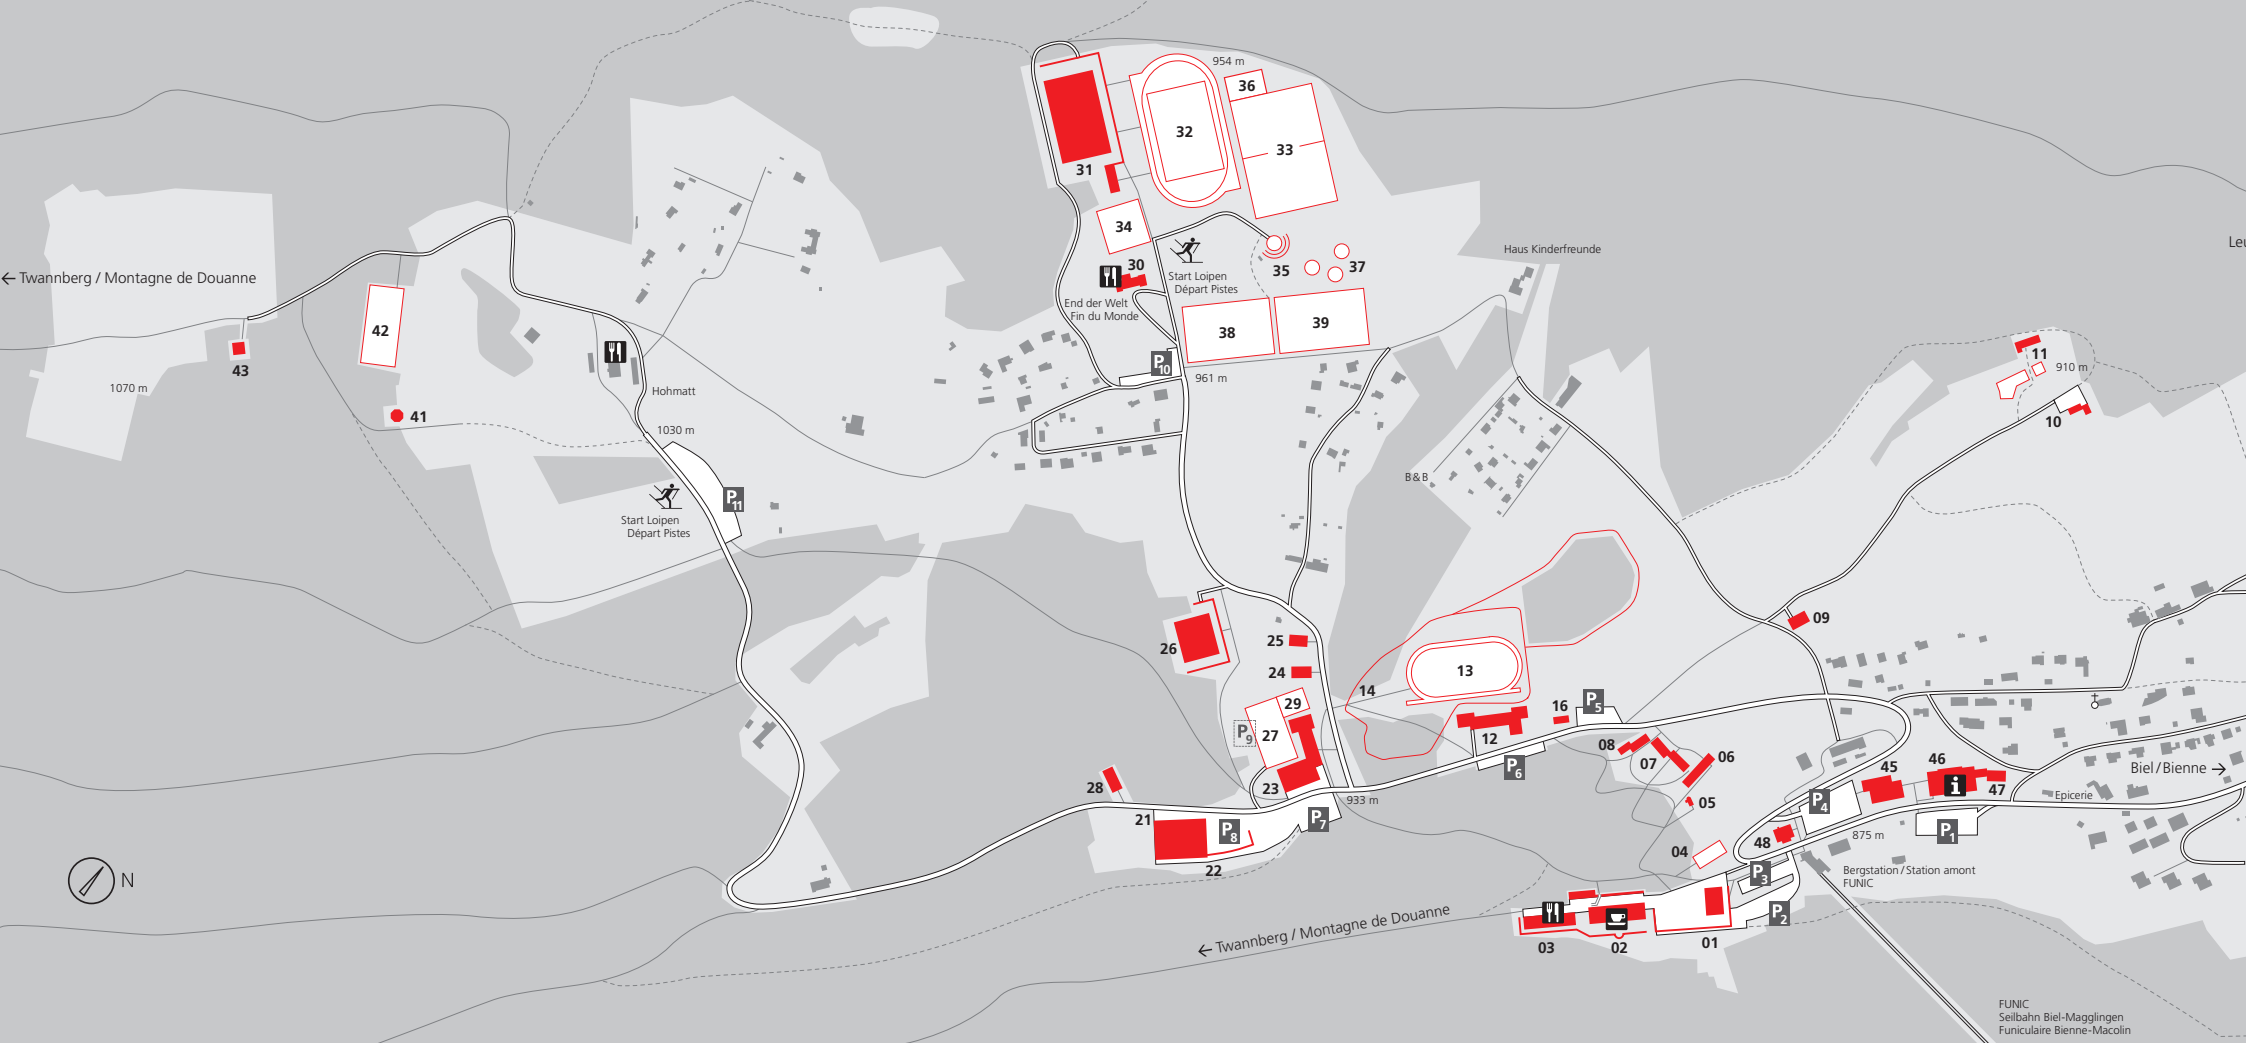 954 m
36
32
33
31
34
30
35
37
Start Loipen
Départ Pistes
End der Welt
Fin du Monde
38
39
P10
961 m
Haus Kinderfreunde
Leu
← Twannberg / Montagne de Douanne
42
43
1070 m
41
Hohmatt
1030 m
P11
Start Loipen
Départ Pistes
B & B
11
910 m
10
09
26
25
24
29
P9
27
23
28
21
P8
22
P7
933 m
14
13
12
16
P5
P6
08
07
06
05
04
45
46
47
P4
P1
48
875 m
Epicerie
Biel / Bienne →
P3
P2
Bergstation / Station amont
FUNIC
← Twannberg / Montagne de Douanne
03
02
01
N
FUNIC
Seilbahn Biel-Magglingen
Funiculaire Bienne-Macolin